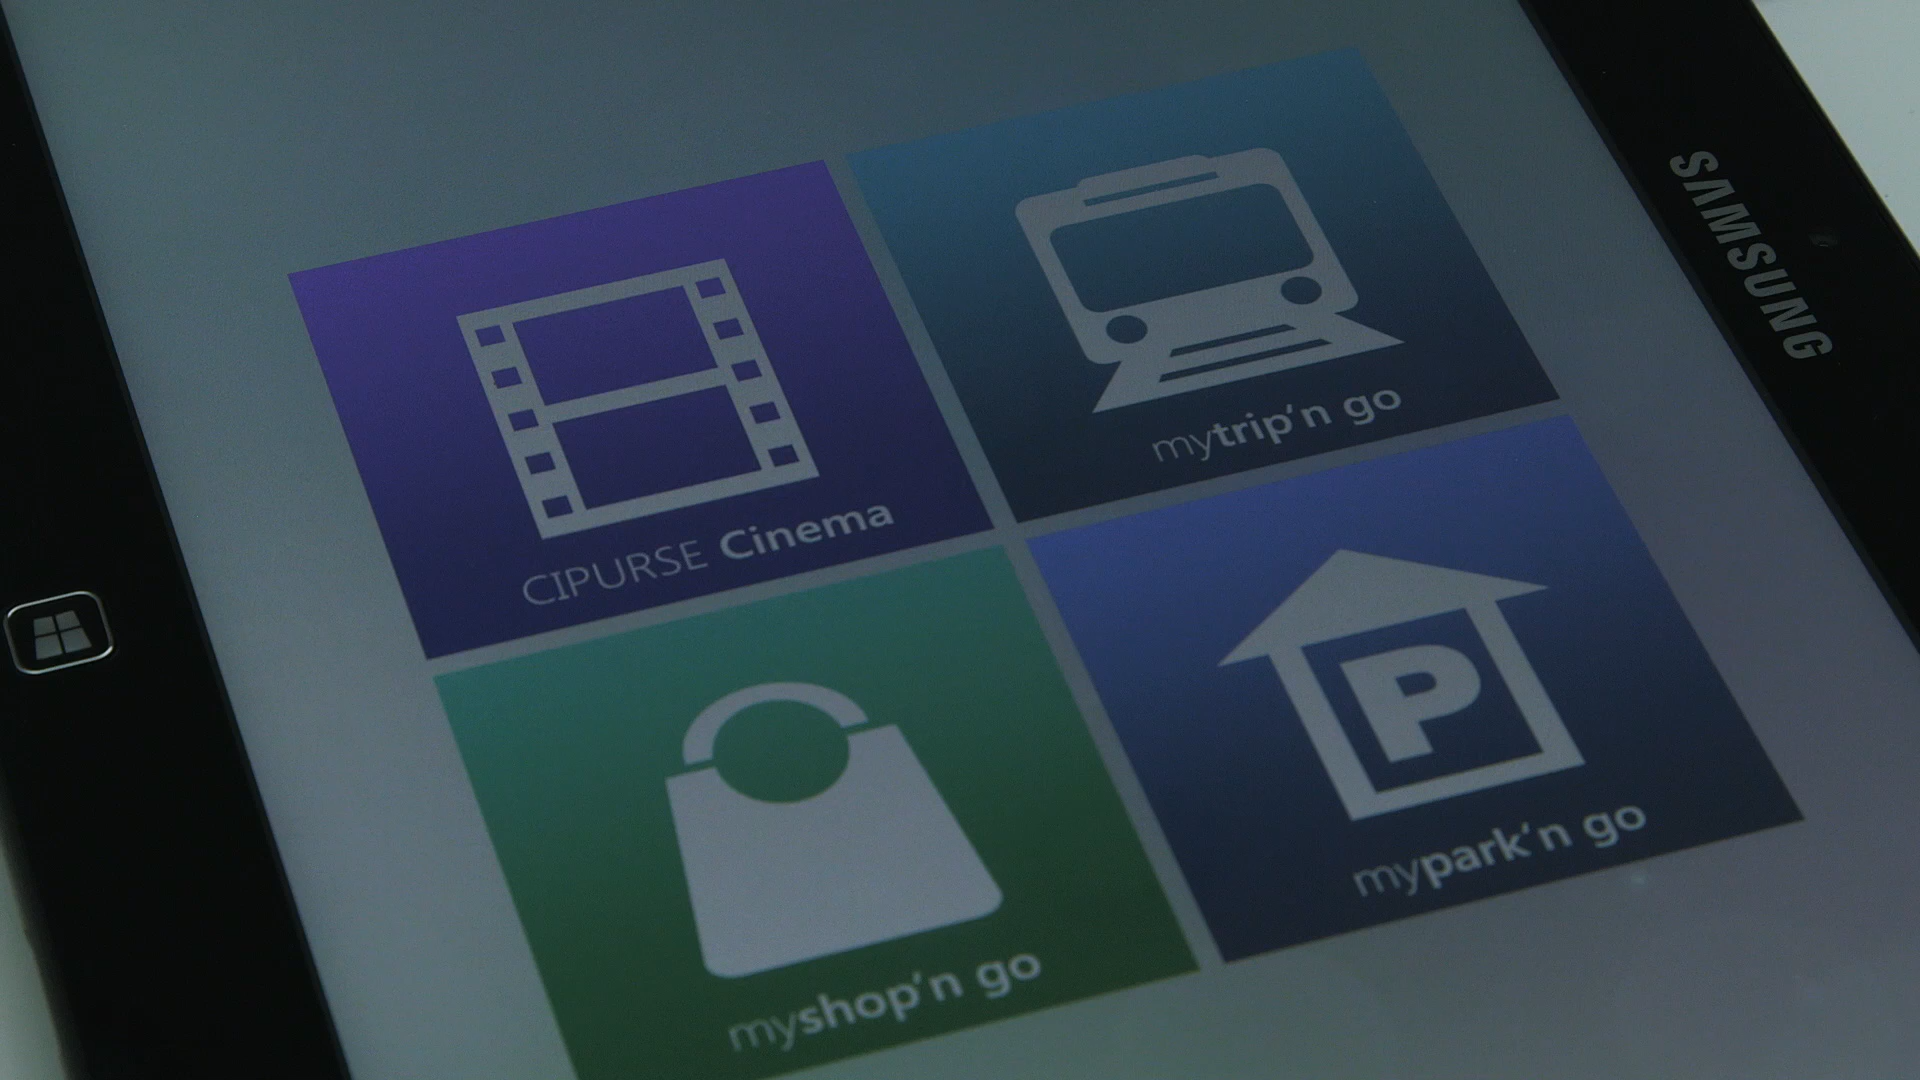 CIPURSE Cinema
mytrip'n go
myshop'n go
P
mypark'n go
SAMSUNG